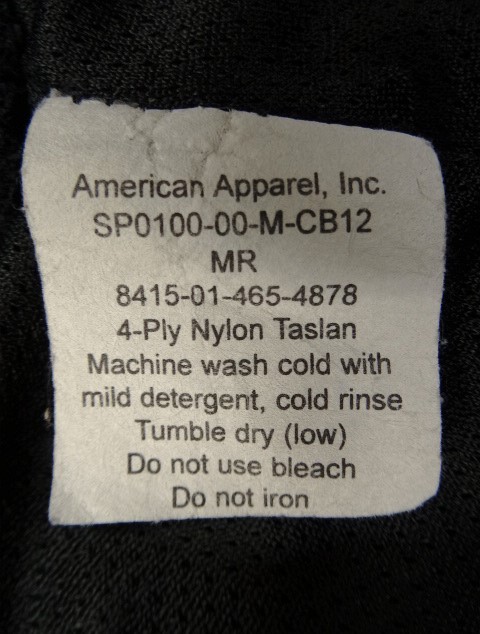 American Apparel, Inc.
SP0100-00-M-CB12
MR
8415-01-465-4878
4-Ply Nylon Taslan
Machine wash cold with
mild detergent, cold rinse
Tumble dry (low)
Do not use bleach
Do not iron